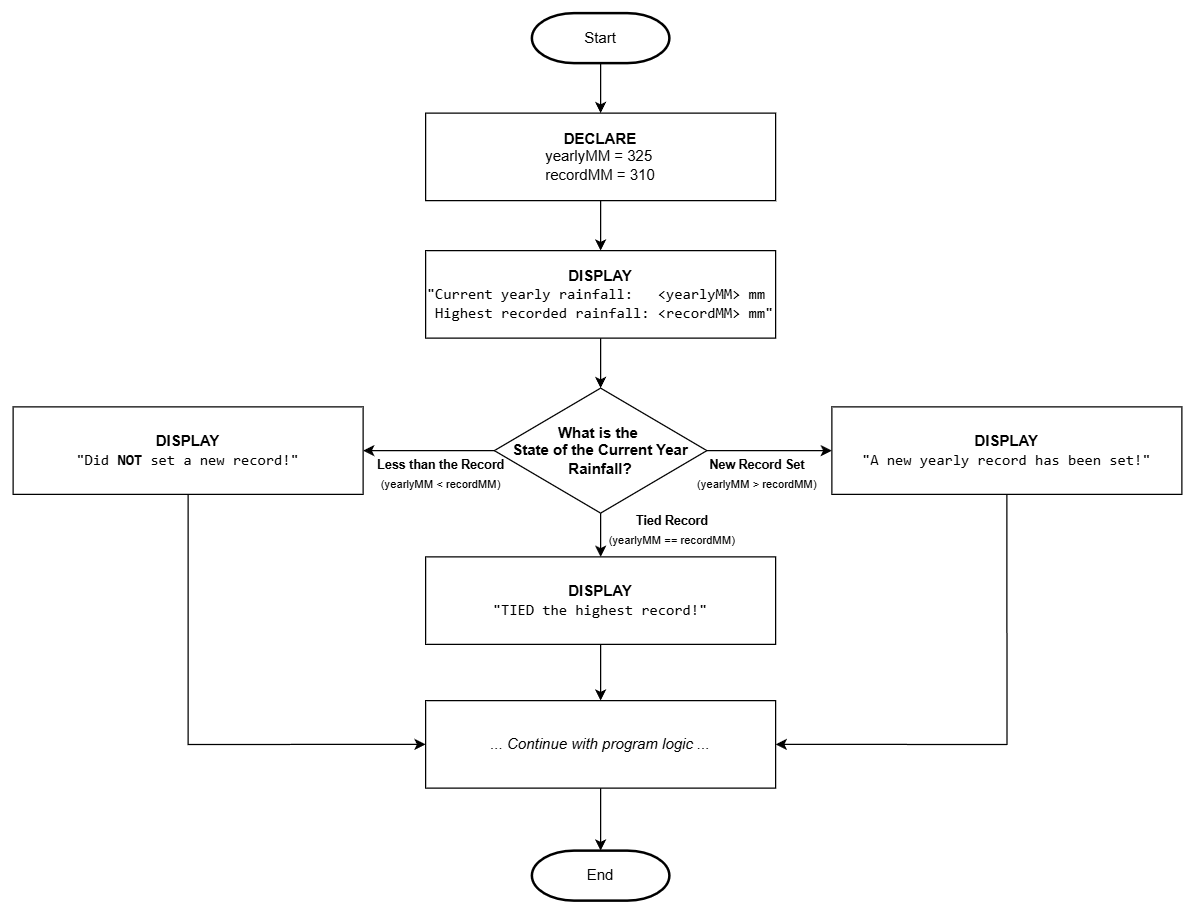 Start
DECLARE
yearlyMM = 325
recordMM = 310
DISPLAY
"Current yearly rainfall:   <yearlyMM> mm
Highest recorded rainfall: <recordMM> mm"
What is the
State of the Current Year
Rainfall?
Less than the Record
(yearlyMM < recordMM)
DISPLAY
"Did NOT set a new record!"
New Record Set
(yearlyMM > recordMM)
DISPLAY
"A new yearly record has been set!"
Tied Record
(yearlyMM == recordMM)
DISPLAY
"TIED the highest record!"
... Continue with program logic ...
End